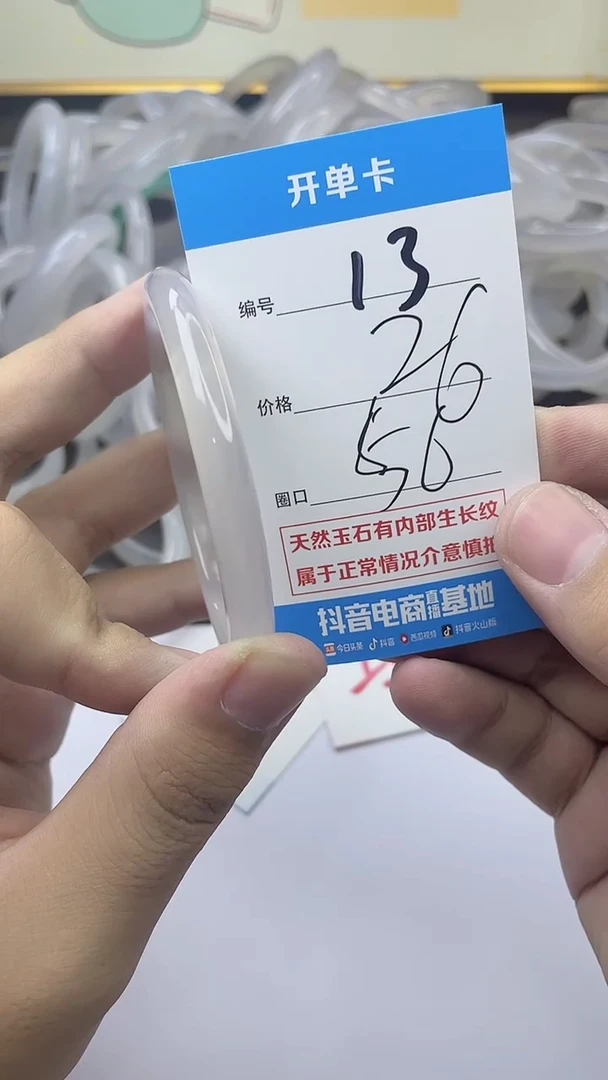 开单卡
编号 13
价格 26
圈口 56
天然玉石有内部生长纹
属于正常情况介意慎拍
抖音电商直播基地
今日头条 抖音 西瓜视频 抖音火山版